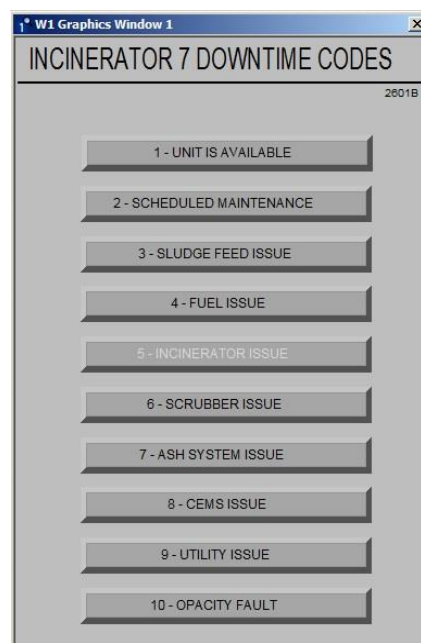 W1 Graphics Window 1
INCINERATOR 7 DOWNTIME CODES
2601B
1 - UNIT IS AVAILABLE
2 - SCHEDULED MAINTENANCE
3 - SLUDGE FEED ISSUE
4 - FUEL ISSUE
5 - INCINERATOR ISSUE
6 - SCRUBBER ISSUE
7 - ASH SYSTEM ISSUE
8 - CEMS ISSUE
9 - UTILITY ISSUE
10 - OPACITY FAULT